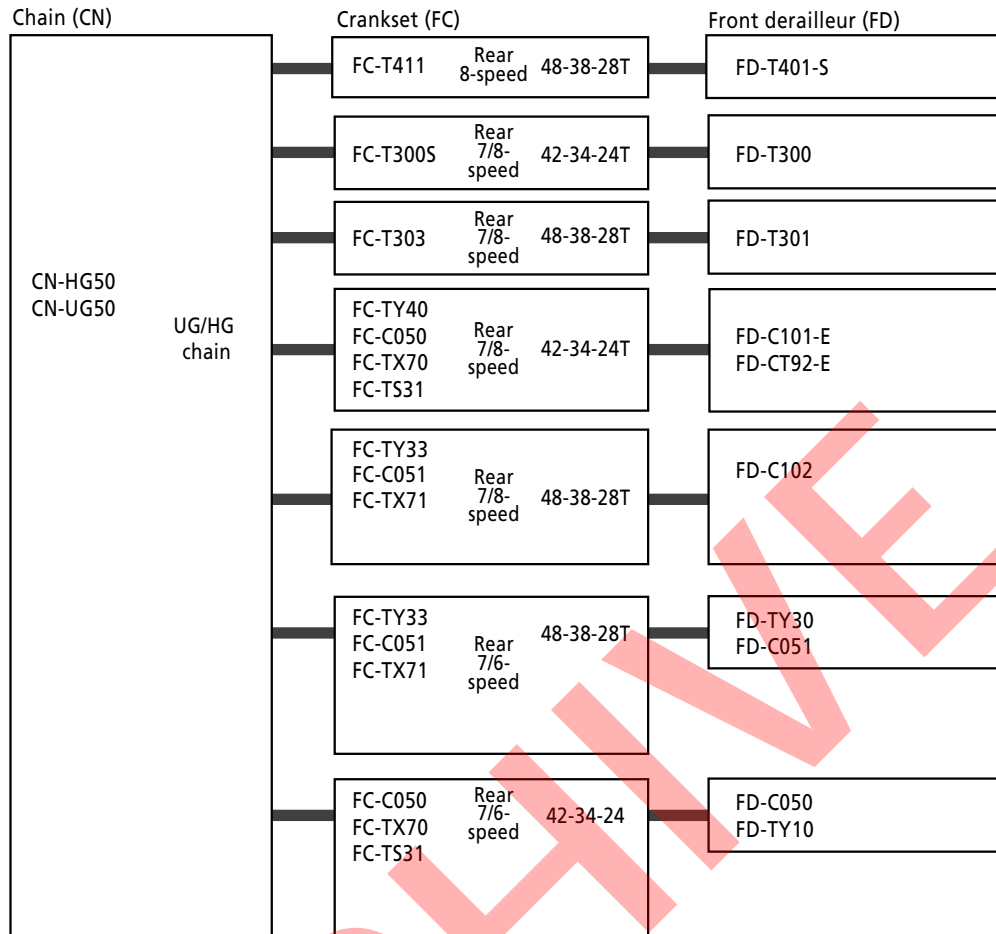 Chain (CN)
Crankset (FC)
Front derailleur (FD)
CN-HG50
CN-UG50
UG/HG
chain
FC-T411
Rear
8-speed
48-38-28T
FD-T401-S
FC-T300S
Rear
7/8-
speed
42-34-24T
FD-T300
FC-T303
Rear
7/8-
speed
48-38-28T
FD-T301
FC-TY40
FC-C050
FC-TX70
FC-TS31
Rear
7/8-
speed
42-34-24T
FD-C101-E
FD-CT92-E
FC-TY33
FC-C051
FC-TX71
Rear
7/8-
speed
48-38-28T
FD-C102
FC-TY33
FC-C051
FC-TX71
Rear
7/6-
speed
48-38-28T
FD-TY30
FD-C051
FC-C050
FC-TX70
FC-TS31
Rear
7/6-
speed
42-34-24
FD-C050
FD-TY10